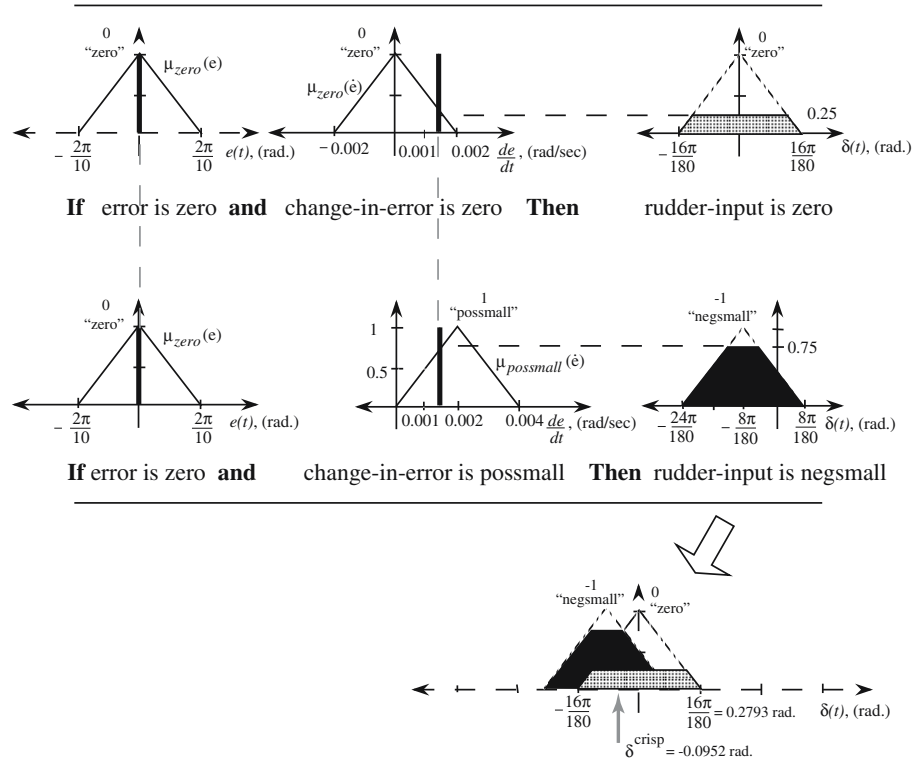 0
“zero”
μzero(e)
− 2π/10
2π/10
e(t), (rad.)
0
“zero”
μzero(ė)
−0.002
0.001
0.002
de/dt , (rad/sec)
0
“zero”
0.25
− 16π/180
16π/180
δ(t), (rad.)
If error is zero and change-in-error is zero Then rudder-input is zero
0
“zero”
μzero(e)
− 2π/10
2π/10
e(t), (rad.)
1
“possmall”
1
0.5
μpossmall(ė)
0.001
0.002
0.004
de/dt , (rad/sec)
-1
“negsmall”
0.75
− 24π/180
− 8π/180
8π/180
δ(t), (rad.)
If error is zero and change-in-error is possmall Then rudder-input is negsmall
-1
“negsmall”
0
“zero”
− 16π/180
16π/180 = 0.2793 rad.
δ(t), (rad.)
δcrisp = -0.0952 rad.